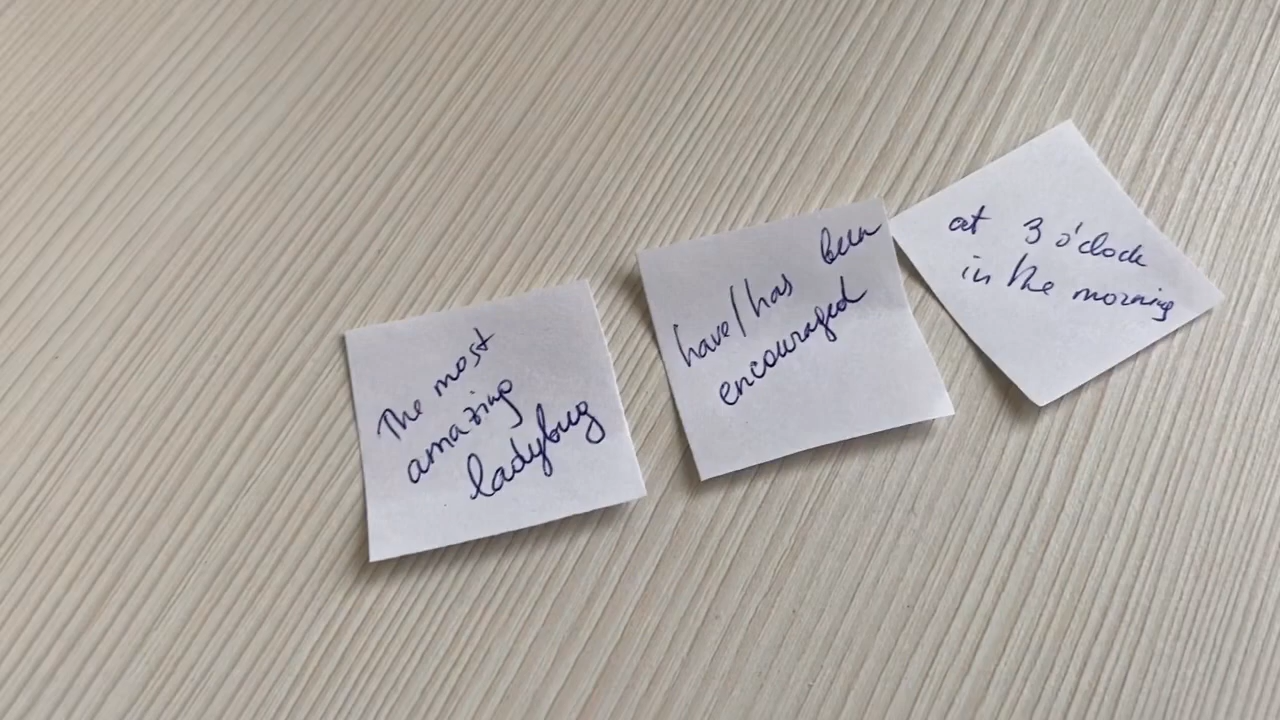 The most
amazing
ladybug
have/has been
encouraged
at 3 o'clock
in the morning